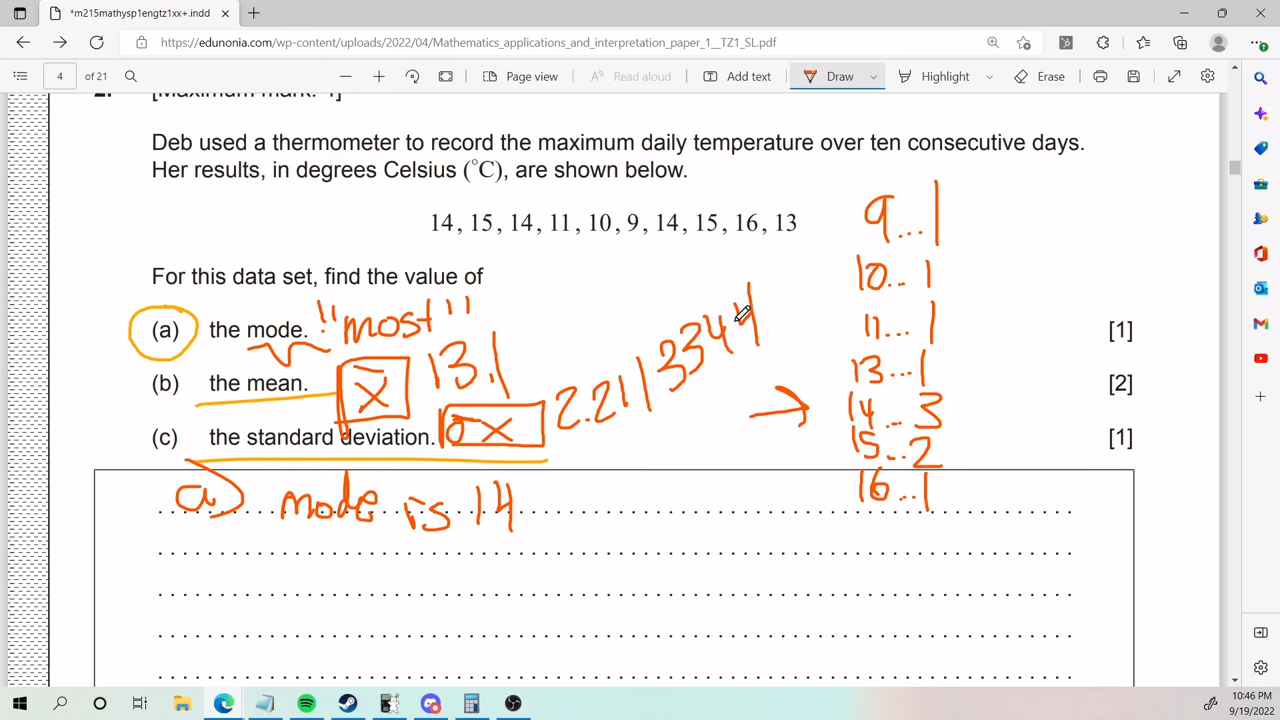 *m215mathysp1engtz1xx+.indd
https://edunonia.com/wp-content/uploads/2022/04/Mathematics_applications_and_interpretation_paper_1__TZ1_SL.pdf
4 of 21
Page view
Read aloud
Add text
Draw
Highlight
Erase
Deb used a thermometer to record the maximum daily temperature over ten consecutive days.
Her results, in degrees Celsius (°C), are shown below.
14, 15, 14, 11, 10, 9, 14, 15, 16, 13
9...1
For this data set, find the value of
10... 1
(a) the mode. "most" [1]
11... 1
13...1
(b) the mean. x̄ 13.1 [2]
14... 3
(c) the standard deviation. σx 2.2113344 [1]
15...2
16...1
a) mode is 14
10:46 PM
9/19/2022